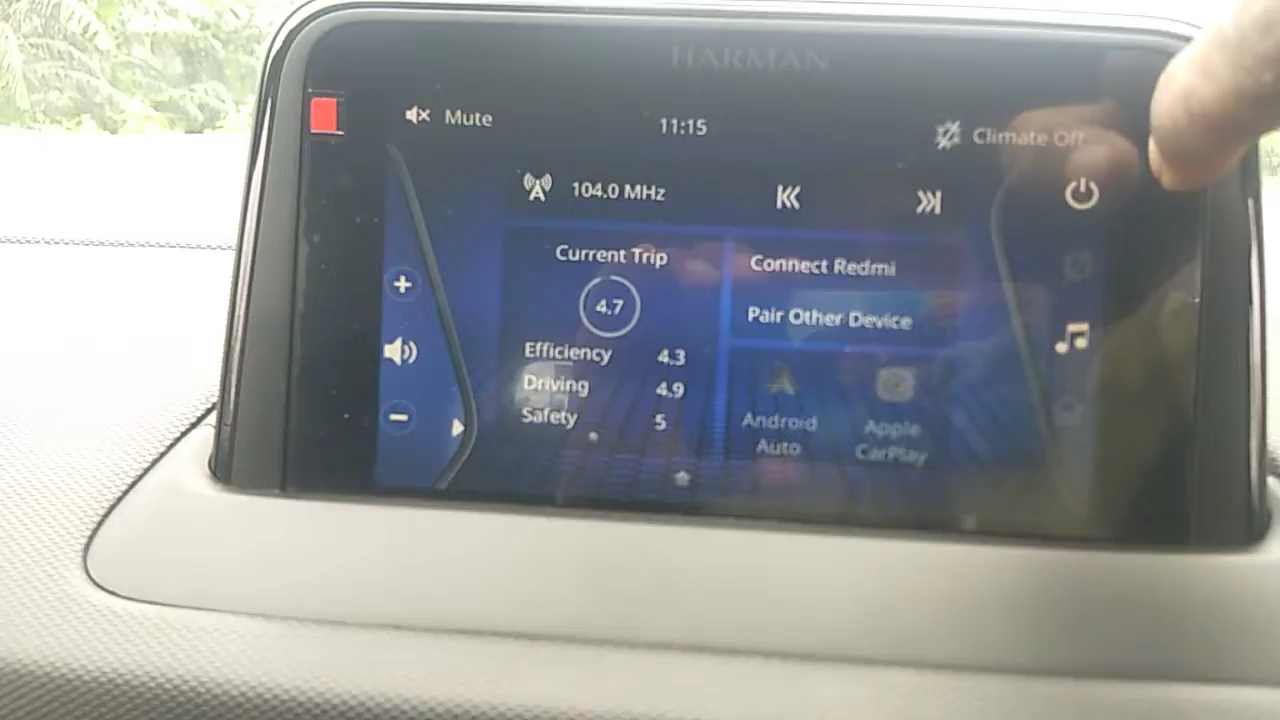 HARMAN
Mute
11:15
Climate Off
104.0 MHz
Current Trip
4.7
Efficiency 4.3
Driving 4.9
Safety 5
Connect Redmi
Pair Other Device
Android
Auto
Apple
CarPlay